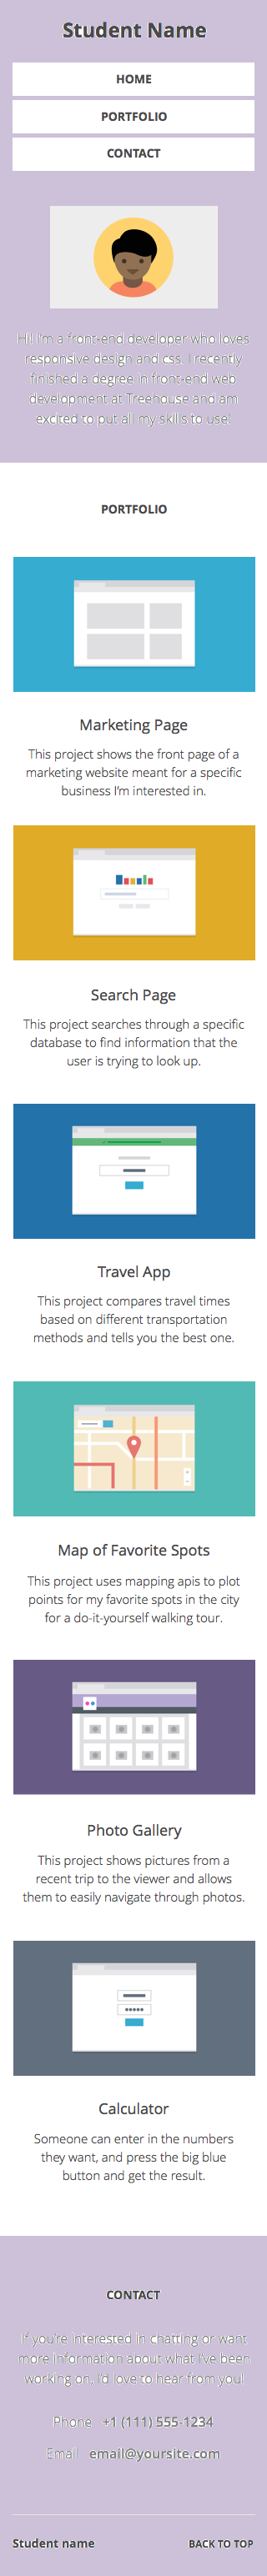 Student Name
HOME
PORTFOLIO
CONTACT
Hi! I'm a front-end developer who loves
responsive design and css. I recently
finished a degree in front-end web
development at Treehouse and am
excited to put all my skills to use!
PORTFOLIO
Marketing Page
This project shows the front page of a
marketing website meant for a specific
business I'm interested in.
Search Page
This project searches through a specific
database to find information that the
user is trying to look up.
Travel App
This project compares travel times
based on different transportation
methods and tells you the best one.
Map of Favorite Spots
This project uses mapping apis to plot
points for my favorite spots in the city
for a do-it-yourself walking tour.
Photo Gallery
This project shows pictures from a
recent trip to the viewer and allows
them to easily navigate through photos.
Calculator
Someone can enter in the numbers
they want, and press the big blue
button and get the result.
CONTACT
If you're interested in chatting or want
more information about what I've been
working on, I'd love to hear from you!
Phone +1 (111) 555-1234
Email email@yoursite.com
Student name BACK TO TOP